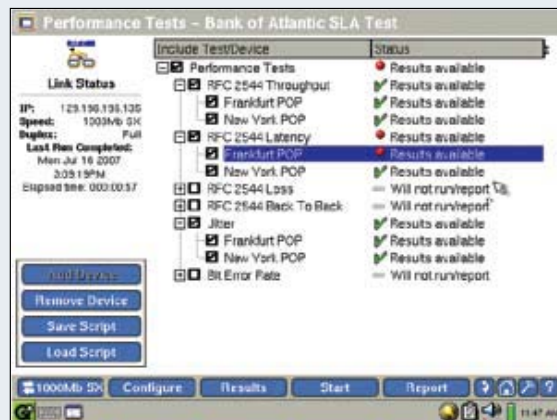 Performance Tests – Bank of Atlantic SLA Test
Link Status
IP: 129.196.196.135
Speed: 1000Mb SX
Duplex: Full
Last Run Completed:
Mon Jul 16 2007
3:09:19PM
Elapsed time: 000:00:57
Add Device
Remove Device
Save Script
Load Script
Include Test/Device Status
Performance Tests Results available
RFC 2544 Throughput Results available
Frankfurt POP Results available
New York POP Results available
RFC 2544 Latency Results available
Frankfurt POP Results available
New York POP Results available
RFC 2544 Loss Will not run/report
RFC 2544 Back To Back Will not run/report
Jitter Results available
Frankfurt POP Results available
New York POP Results available
Bit Error Rate Will not run/report
1000Mb SX Configure Results Start Report ?
11:47 AM